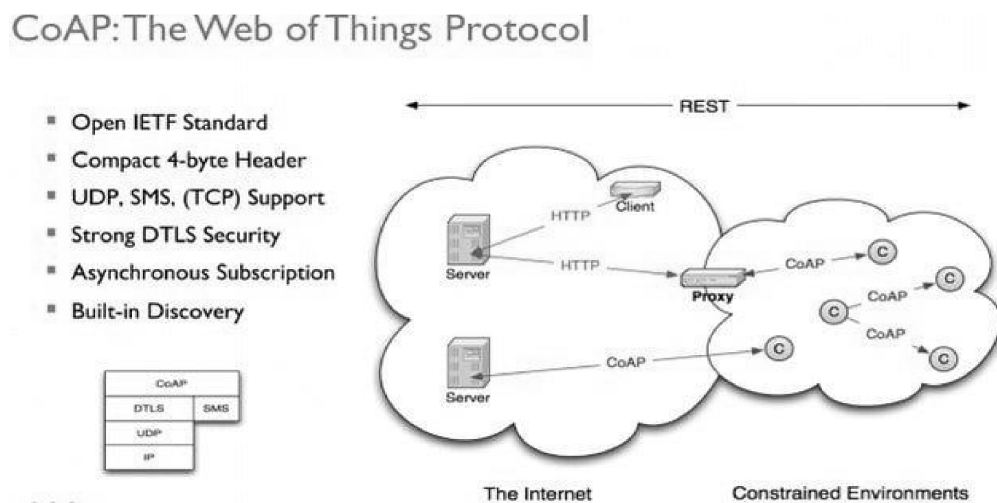 CoAP: The Web of Things Protocol
Open IETF Standard
Compact 4-byte Header
UDP, SMS, (TCP) Support
Strong DTLS Security
Asynchronous Subscription
Built-in Discovery
CoAP
DTLS SMS
UDP
IP
REST
Client
HTTP
Server
HTTP
Proxy
CoAP
C
C
CoAP
C
CoAP
C
C
CoAP
Server
The Internet
Constrained Environments